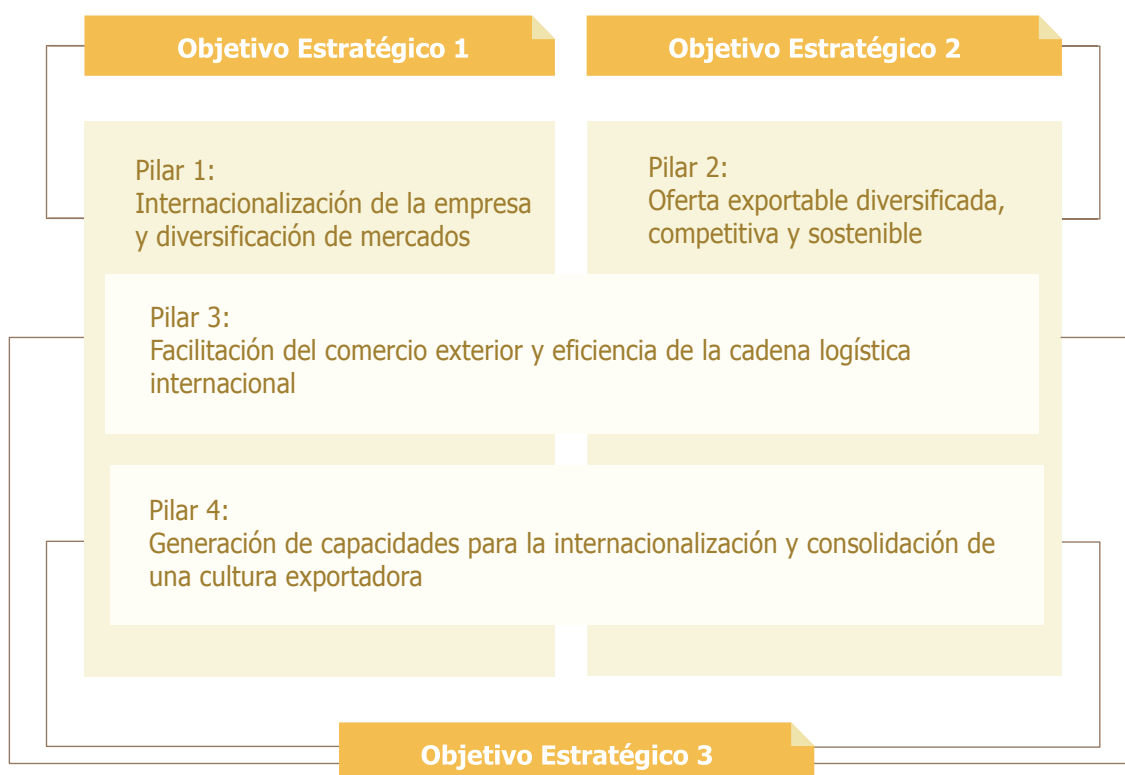 Objetivo Estratégico 1
Objetivo Estratégico 2
Pilar 1:
Internacionalización de la empresa
y diversificación de mercados
Pilar 2:
Oferta exportable diversificada,
competitiva y sostenible
Pilar 3:
Facilitación del comercio exterior y eficiencia de la cadena logística
internacional
Pilar 4:
Generación de capacidades para la internacionalización y consolidación de
una cultura exportadora
Objetivo Estratégico 3